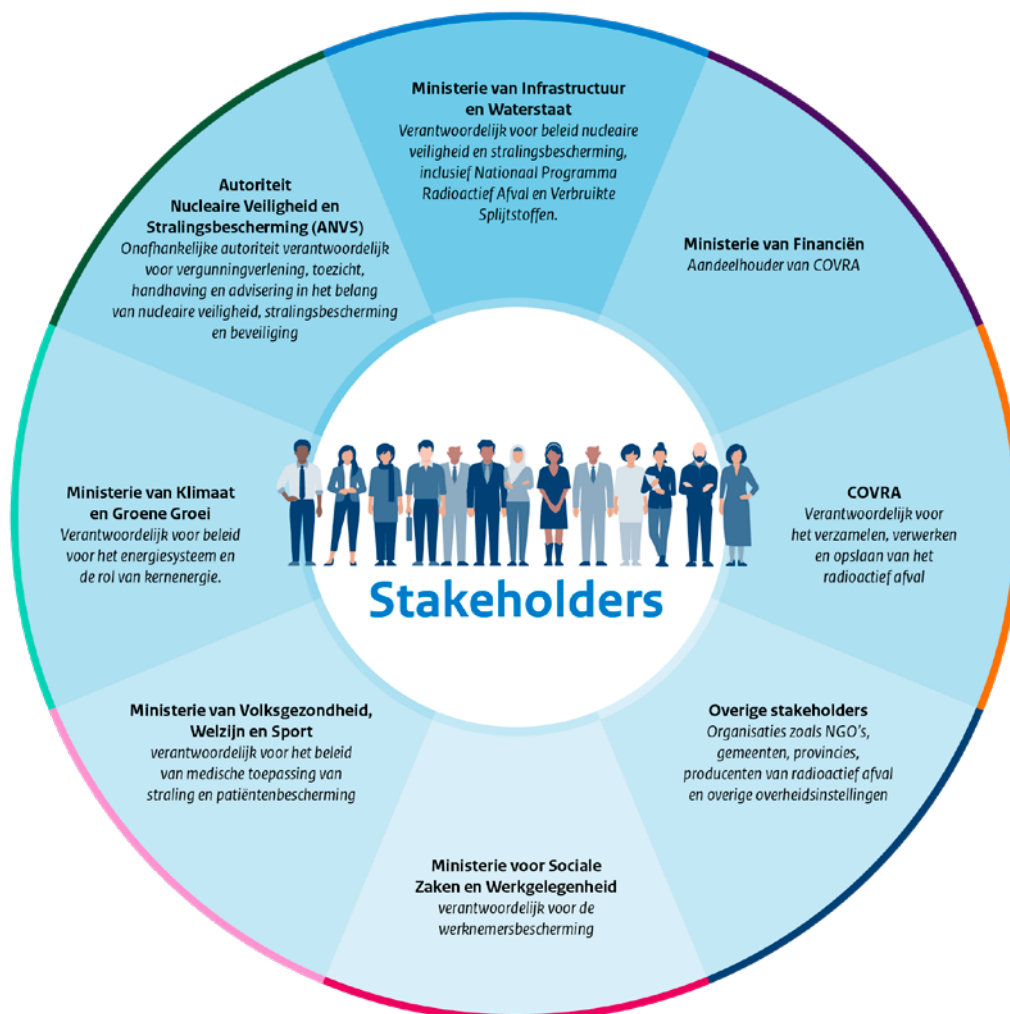 Ministerie van Infrastructuur
en Waterstaat
Verantwoordelijk voor beleid nucleaire
veiligheid en stralingsbescherming,
inclusief Nationaal Programma
Radioactief Afval en Verbruikte
Splijtstoffen.
Ministerie van Financiën
Aandeelhouder van COVRA
COVRA
Verantwoordelijk voor
het verzamelen, verwerken
en opslaan van het
radioactief afval
Overige stakeholders
Organisaties zoals NGO's,
gemeenten, provincies,
producenten van radioactief afval
en overige overheidsinstellingen
Ministerie voor Sociale
Zaken en Werkgelegenheid
verantwoordelijk voor de
werknemersbescherming
Ministerie van Volksgezondheid,
Welzijn en Sport
verantwoordelijk voor het beleid
van medische toepassing van
straling en patiëntenbescherming
Ministerie van Klimaat
en Groene Groei
Verantwoordelijk voor beleid
voor het energiesysteem en
de rol van kernenergie.
Autoriteit
Nucleaire Veiligheid en
Stralingsbescherming (ANVS)
Onafhankelijke autoriteit verantwoordelijk
voor vergunningverlening, toezicht,
handhaving en advisering in het belang
van nucleaire veiligheid, stralingsbescherming
en beveiliging
Stakeholders